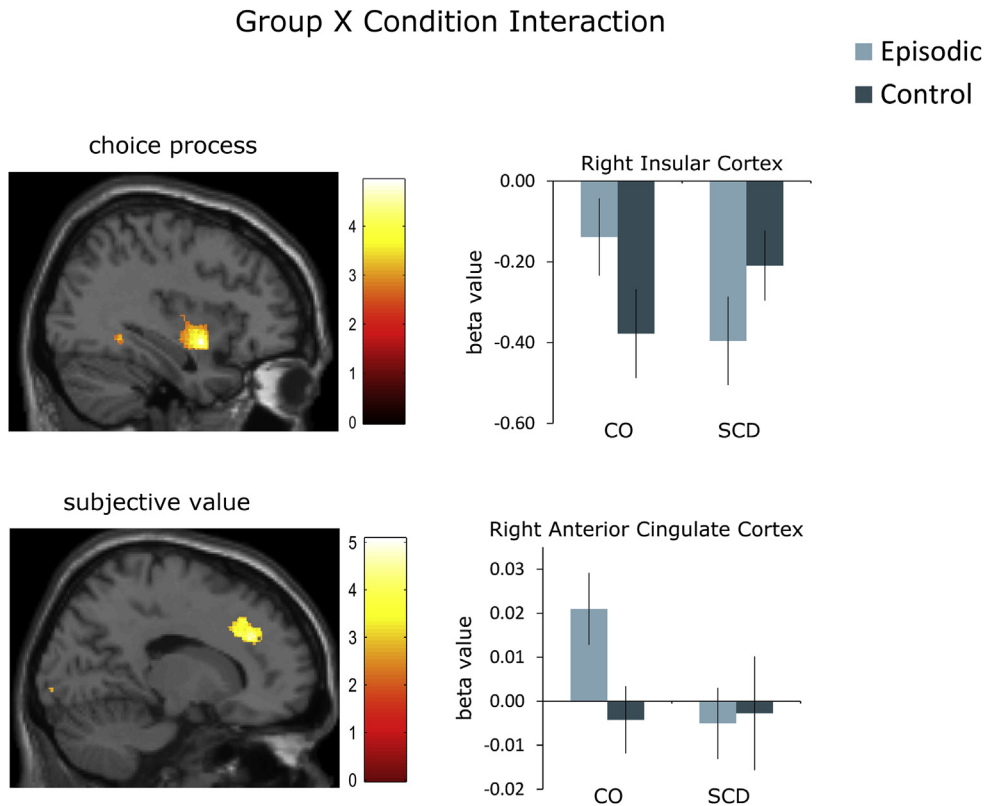 Group X Condition Interaction
Episodic
Control
choice process
4
3
2
1
0
Right Insular Cortex
0.00
-0.20
-0.40
-0.60
beta value
CO SCD
subjective value
5
4
3
2
1
0
Right Anterior Cingulate Cortex
0.03
0.02
0.01
0.00
-0.01
-0.02
beta value
CO SCD